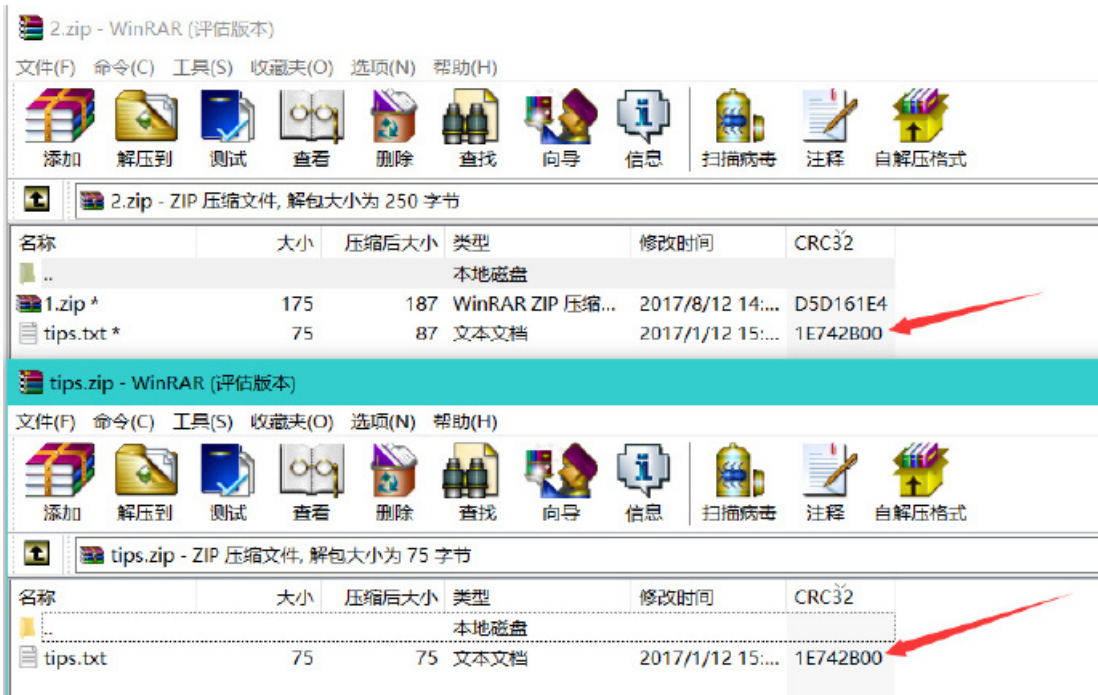 2.zip - WinRAR (评估版本)
文件(F) 命令(C) 工具(S) 收藏夹(O) 选项(N) 帮助(H)
添加 解压到 测试 查看 删除 查找 向导 信息 扫描病毒 注释 自解压格式
2.zip - ZIP 压缩文件, 解包大小为 250 字节
名称 大小 压缩后大小 类型 修改时间 CRC32
.. 本地磁盘
1.zip * 175 187 WinRAR ZIP 压缩... 2017/8/12 14:... D5D161E4
tips.txt * 75 87 文本文档 2017/1/12 15:... 1E742B00
tips.zip - WinRAR (评估版本)
文件(F) 命令(C) 工具(S) 收藏夹(O) 选项(N) 帮助(H)
添加 解压到 测试 查看 删除 查找 向导 信息 扫描病毒 注释 自解压格式
tips.zip - ZIP 压缩文件, 解包大小为 75 字节
名称 大小 压缩后大小 类型 修改时间 CRC32
.. 本地磁盘
tips.txt 75 75 文本文档 2017/1/12 15:... 1E742B00